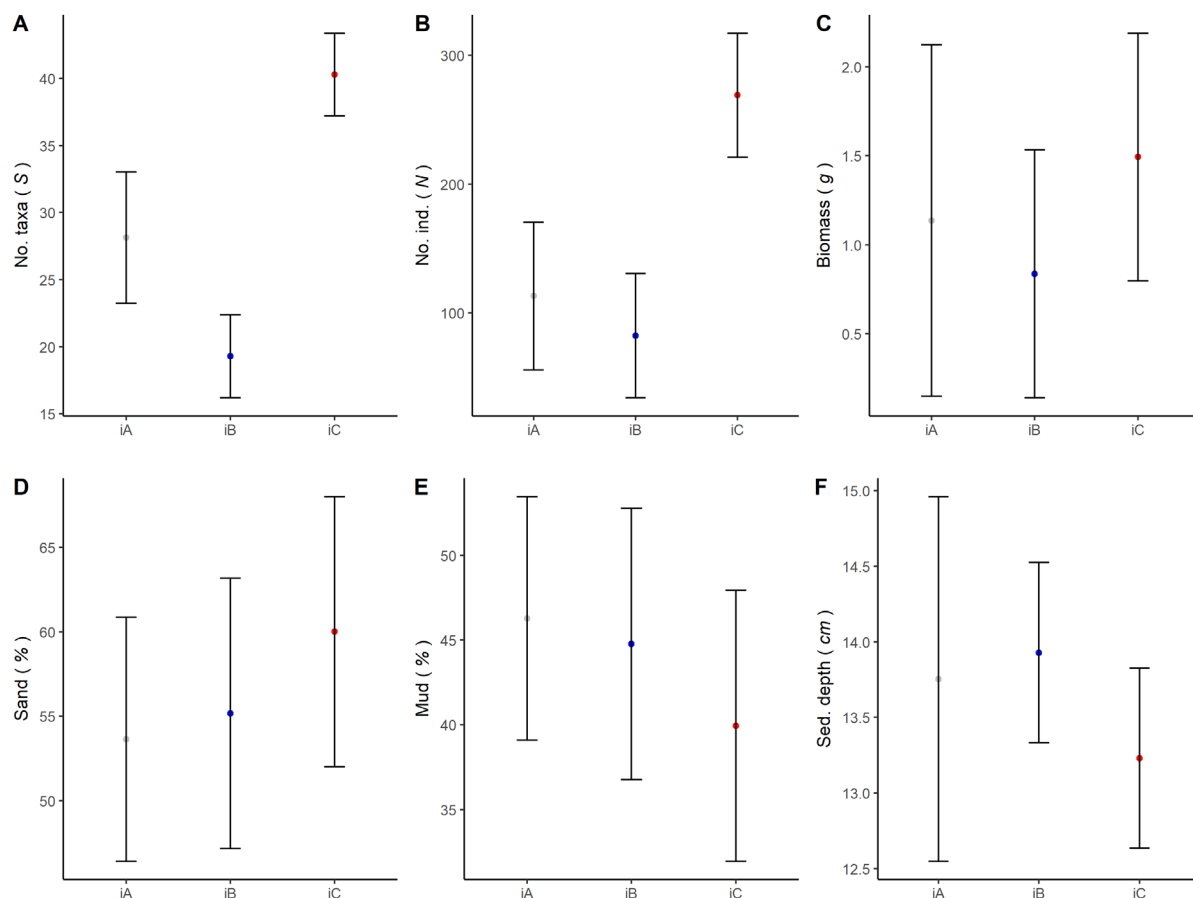 A
No. taxa ( S )
40
35
30
25
20
15
iA iB iC
B
No. ind. ( N )
300
200
100
iA iB iC
C
Biomass ( g )
2.0
1.5
1.0
0.5
iA iB iC
D
Sand ( % )
65
60
55
50
iA iB iC
E
Mud ( % )
50
45
40
35
iA iB iC
F
Sed. depth ( cm )
15.0
14.5
14.0
13.5
13.0
12.5
iA iB iC